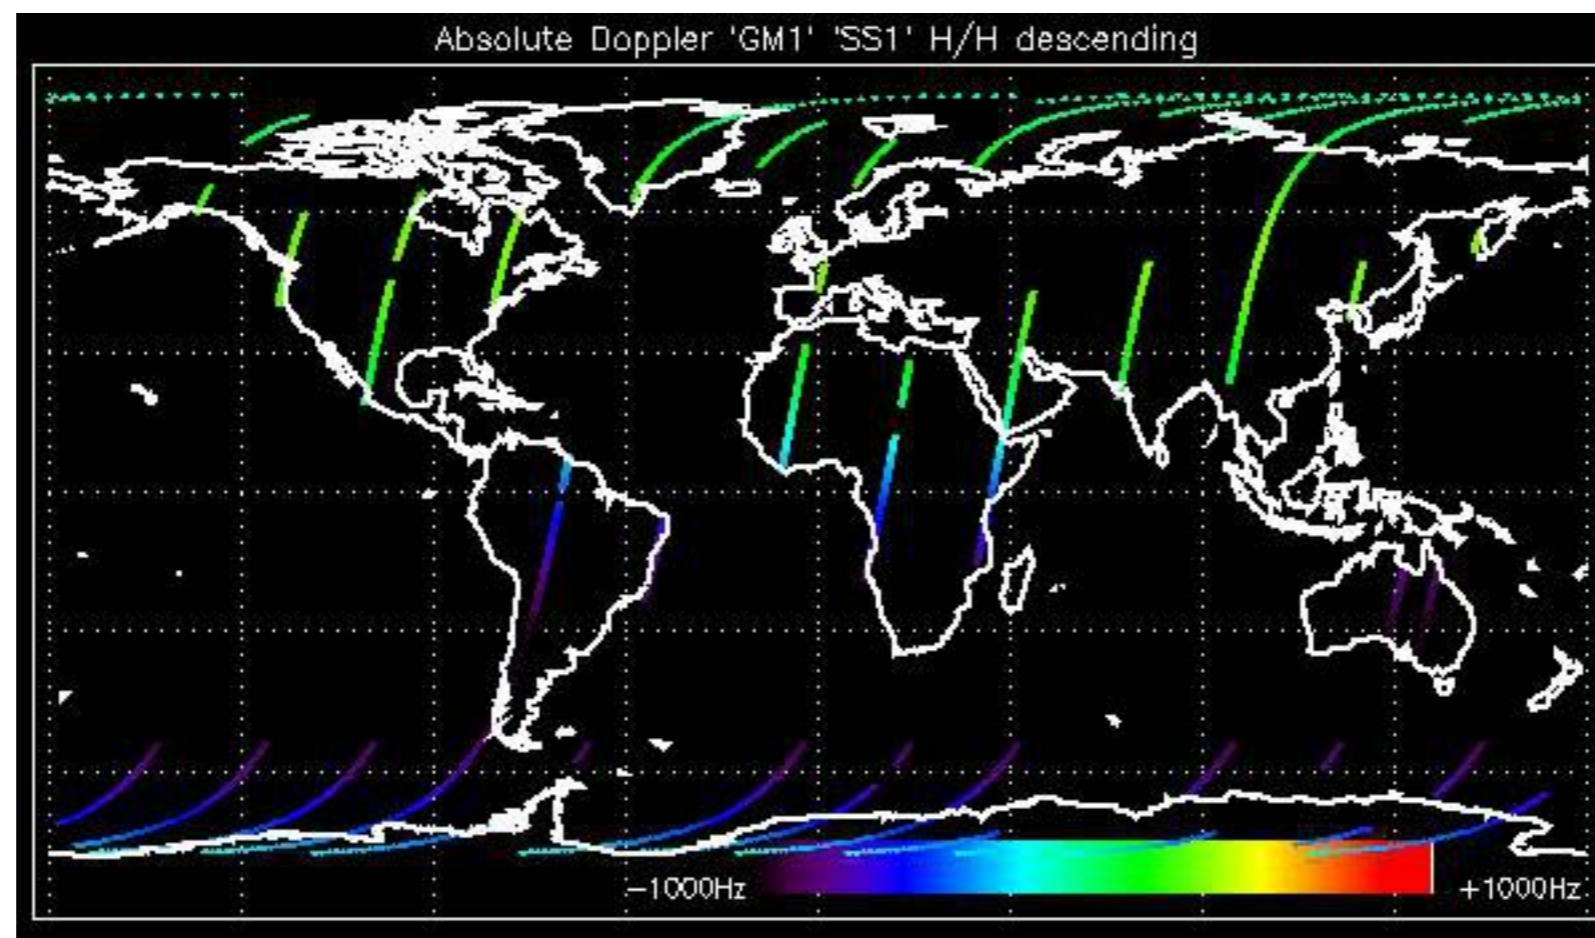 Absolute Doppler 'GM1' 'SS1' H/H descending
−1000Hz +1000Hz